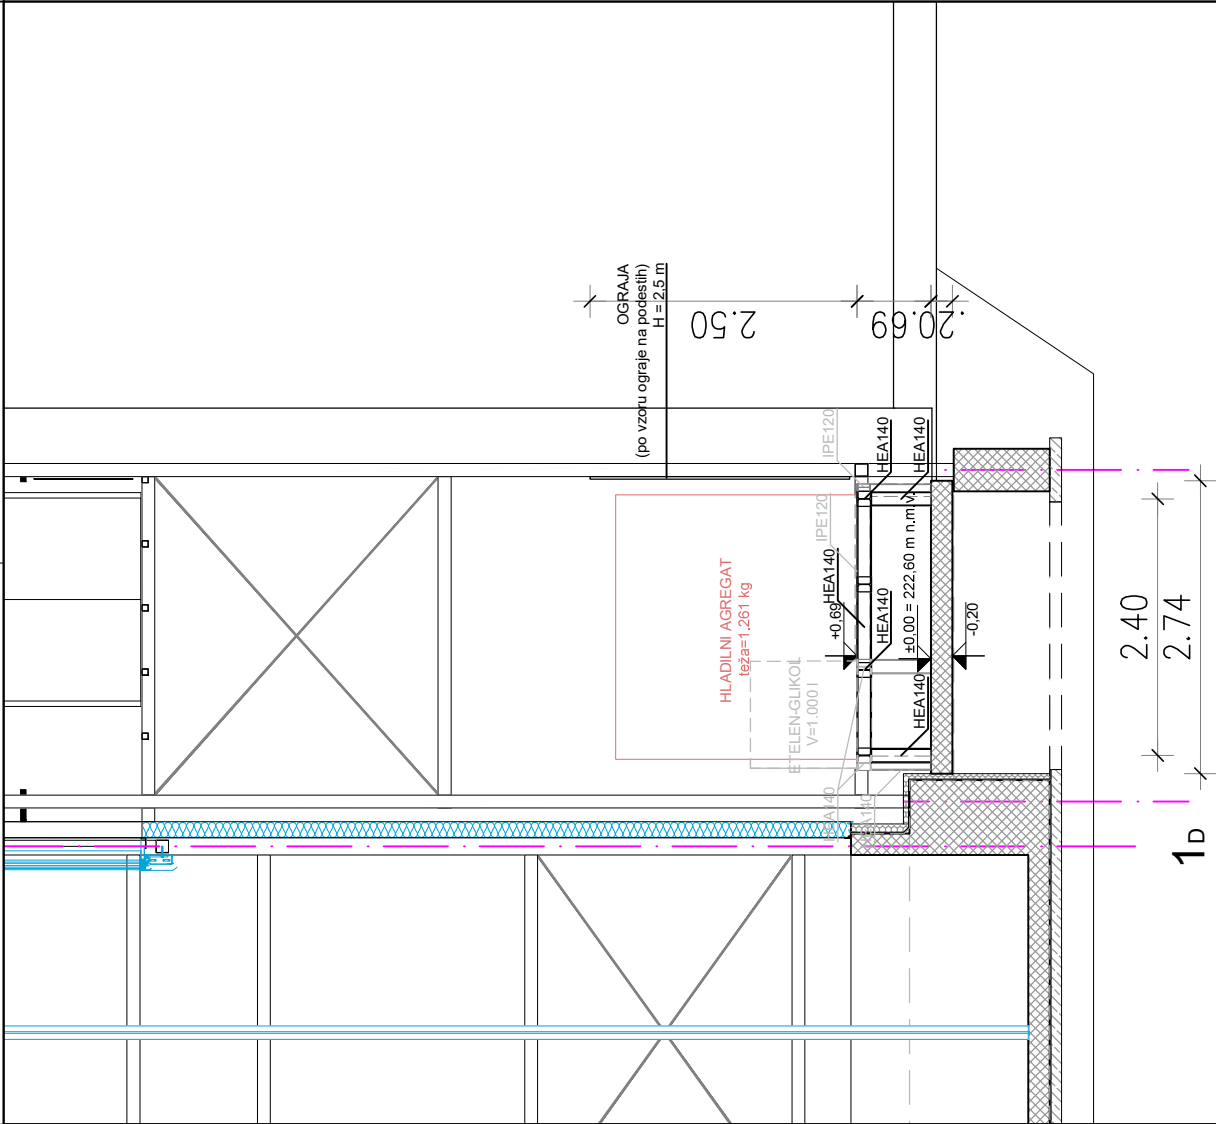 OGRAJA
(po vzoru ograje na podestih)
H = 2,5 m
2.50
.20
0.69
IPE120
HEA140
HEA140
IPE120
HEA140
+0,69
HEA140
±0,00 = 222,60 m n.m.v.
-0,20
HEA140
HLADILNI AGREGAT
teža=1.261 kg
ETELEN-GLIKOL
V=1.000 l
HEA140
HEA140
2.40
2.74
1D